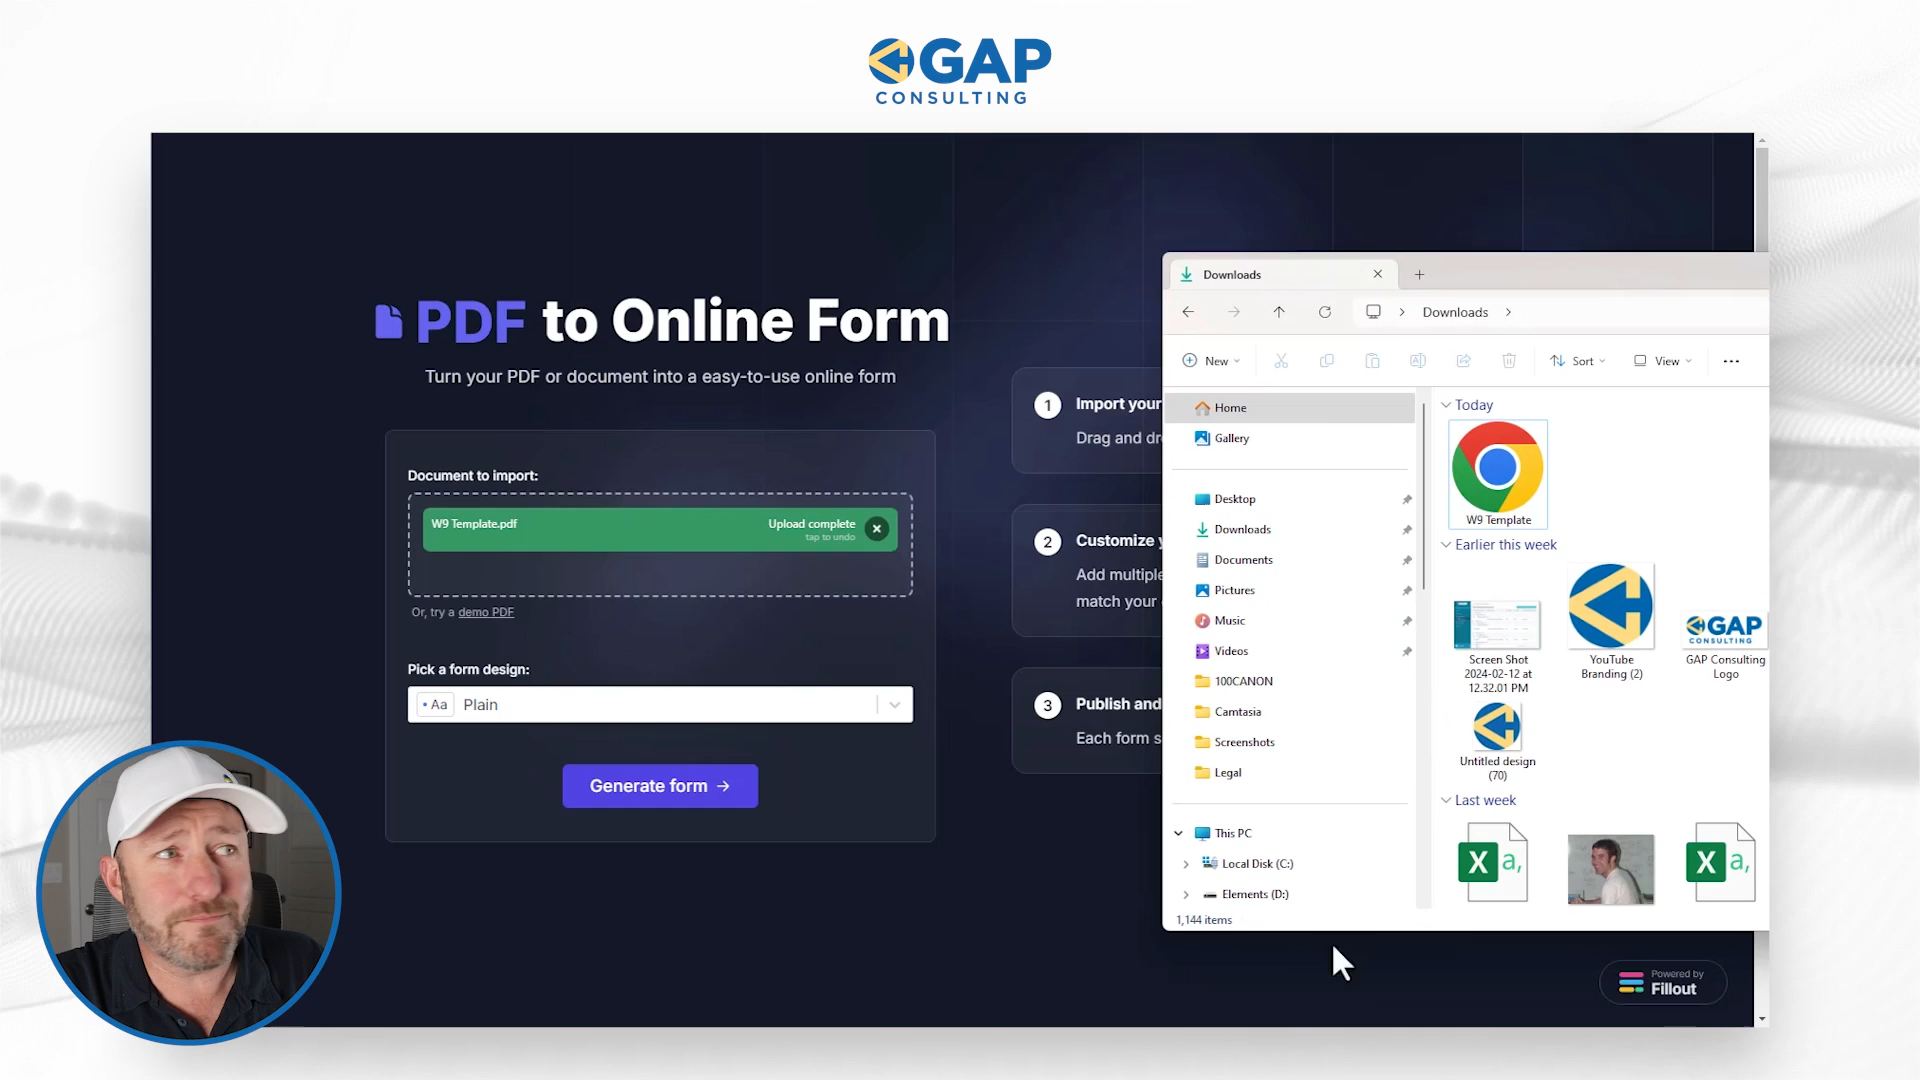 GAP
CONSULTING
PDF to Online Form
Turn your PDF or document into a easy-to-use online form
Document to import:
W9 Template.pdf
Upload complete
tap to undo
Or, try a demo PDF
Pick a form design:
Aa Plain
Generate form →
1 Import your
Drag and dr
2 Customize y
Add multiple
match your
3 Publish and
Each form s
Downloads
Downloads
New
Sort
View
Home
Gallery
Desktop
Downloads
Documents
Pictures
Music
Videos
100CANON
Camtasia
Screenshots
Legal
This PC
Local Disk (C:)
Elements (D:)
1,144 items
Today
W9 Template
Earlier this week
Screen Shot
2024-02-12 at
12.32.01 PM
YouTube
Branding (2)
GAP
CONSULTING
GAP Consulting
Logo
Untitled design
(70)
Last week
X a,
X a,
Powered by
Fillout